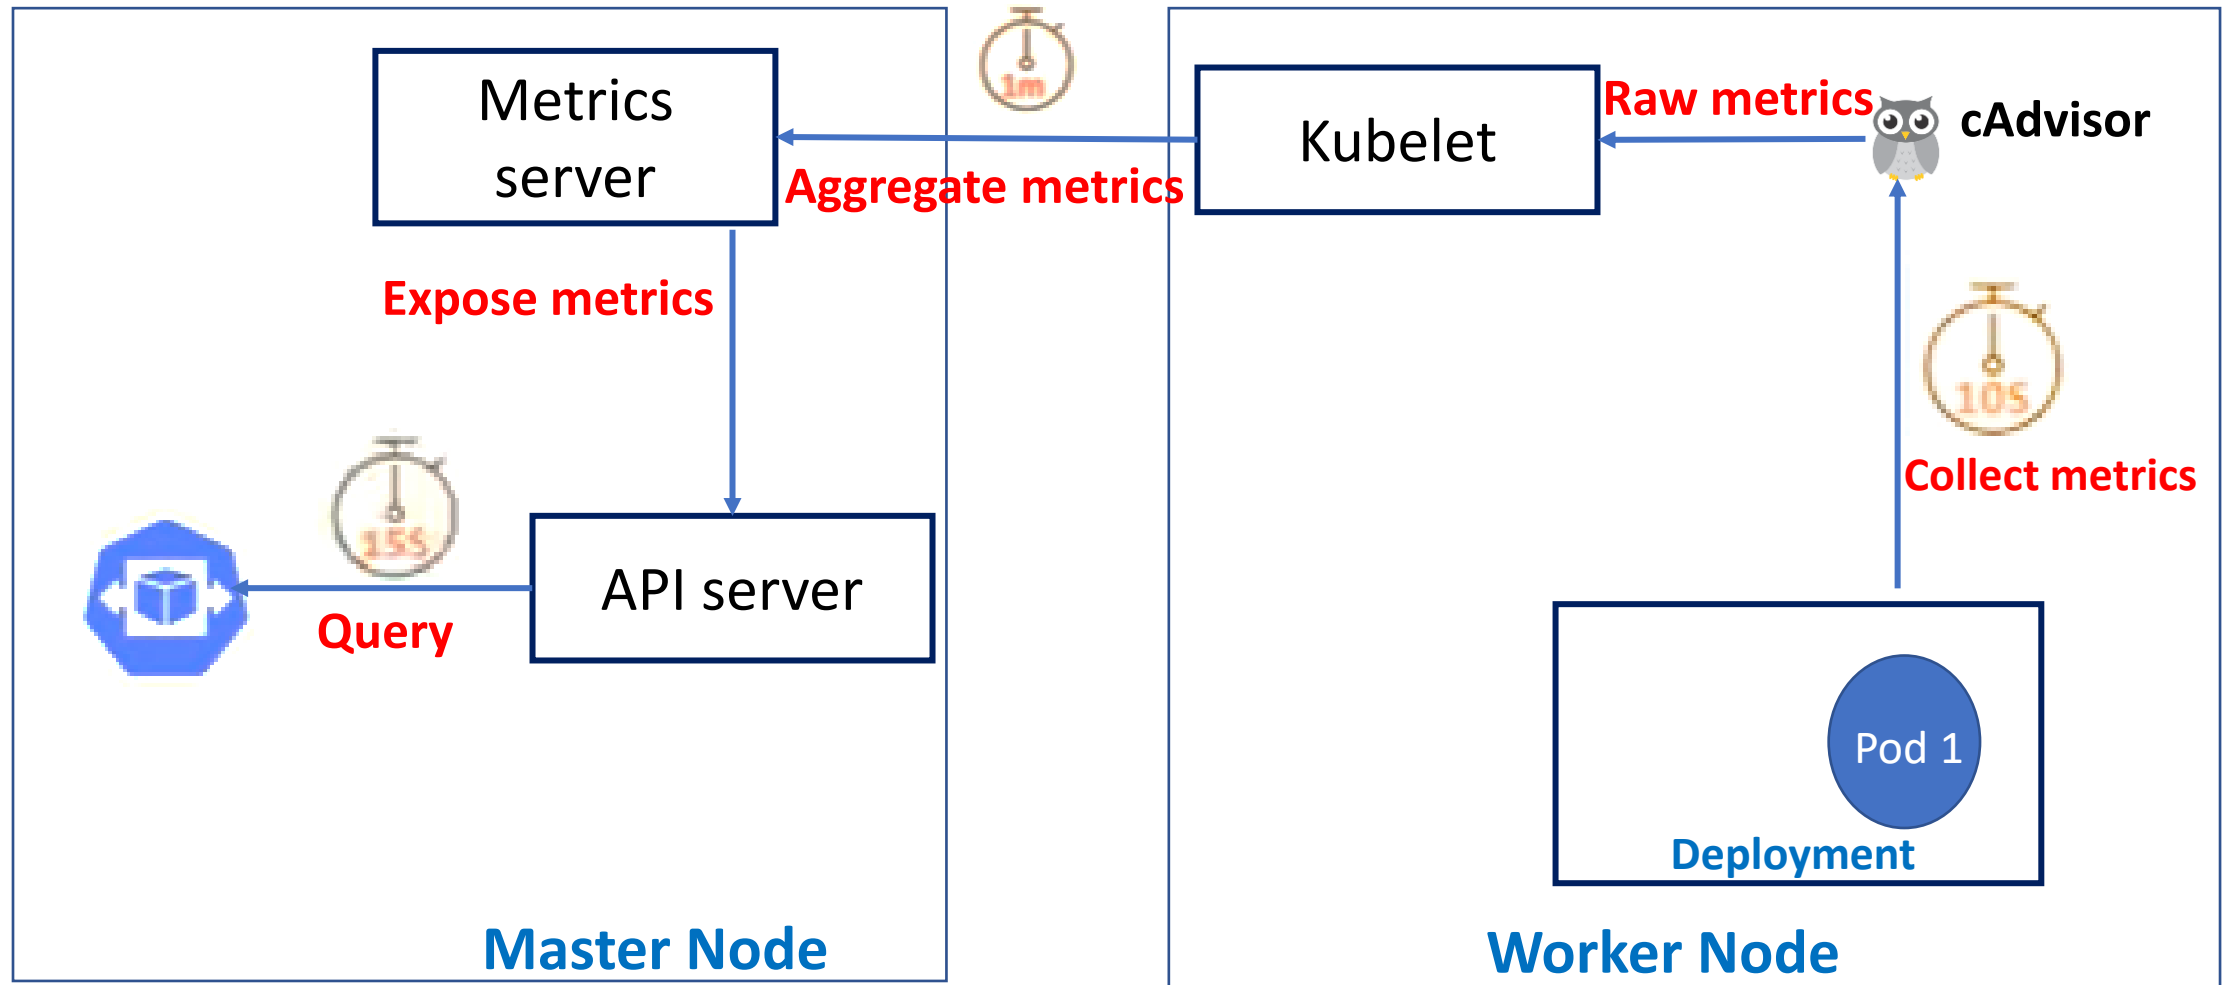 Metrics
server
1m
Aggregate metrics
Kubelet
Raw metrics
cAdvisor
Expose metrics
10S
Collect metrics
15S
Query
API server
Pod 1
Deployment
Master Node
Worker Node